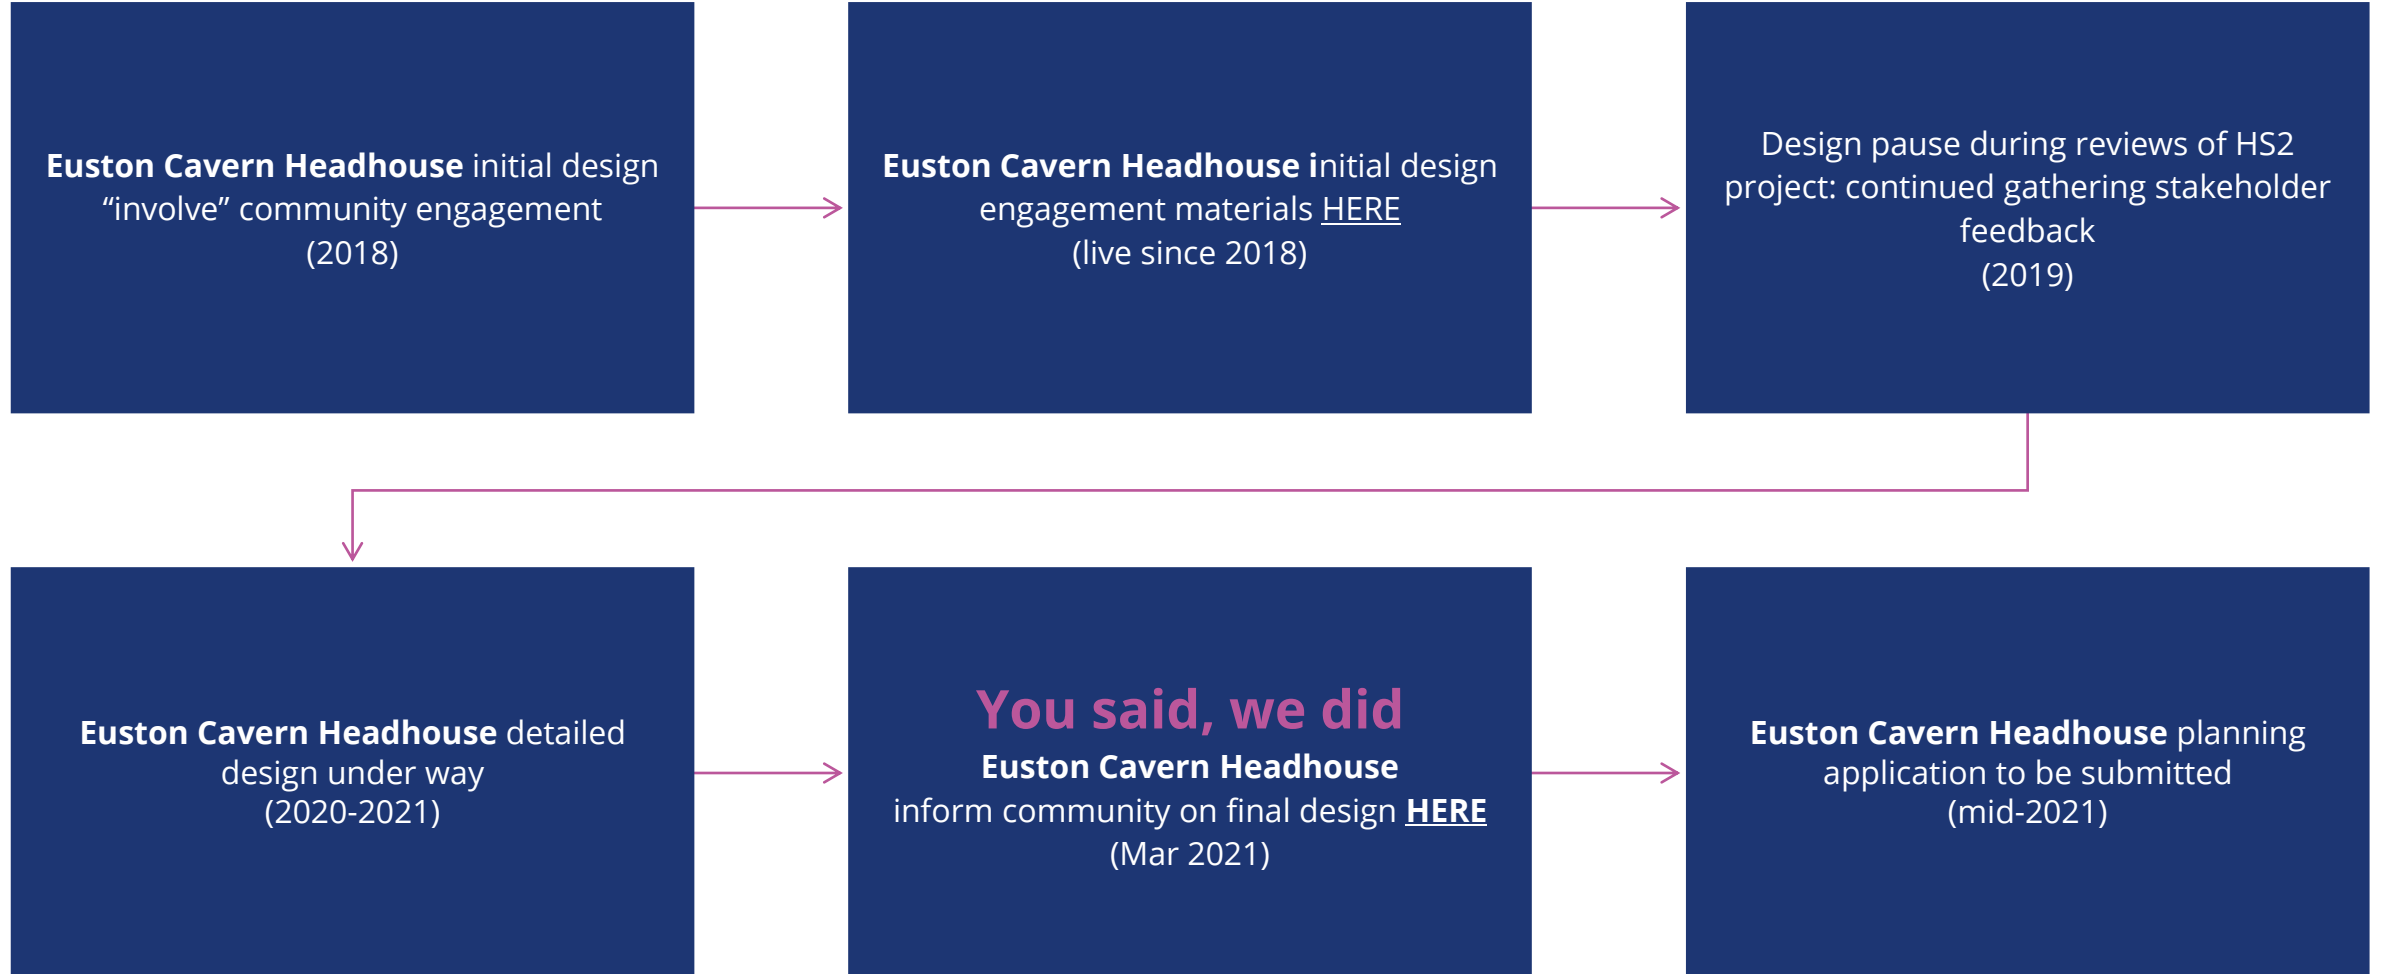 Euston Cavern Headhouse initial design
“involve” community engagement
(2018)
Euston Cavern Headhouse initial design
engagement materials HERE
(live since 2018)
Design pause during reviews of HS2
project: continued gathering stakeholder
feedback
(2019)
Euston Cavern Headhouse detailed
design under way
(2020-2021)
You said, we did
Euston Cavern Headhouse
inform community on final design HERE
(Mar 2021)
Euston Cavern Headhouse planning
application to be submitted
(mid-2021)